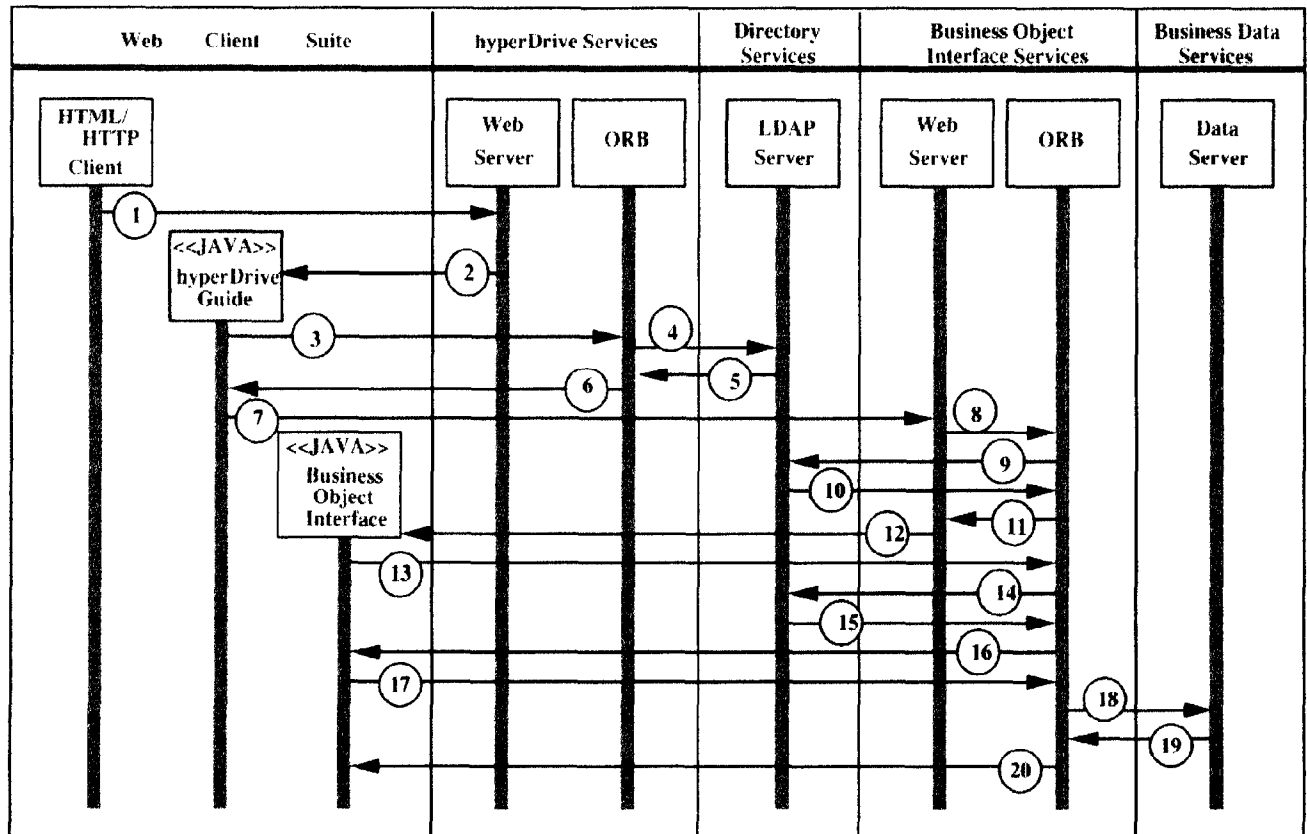 Web Client Suite
hyperDrive Services
Directory
Services
Business Object
Interface Services
Business Data
Services
HTML/
HTTP
Client
Web
Server
ORB
LDAP
Server
Web
Server
ORB
Data
Server
1
<<JAVA>>
hyperDrive
Guide
2
3
4
5
6
7
8
<<JAVA>>
Business
Object
Interface
9
10
11
12
13
14
15
16
17
18
19
20